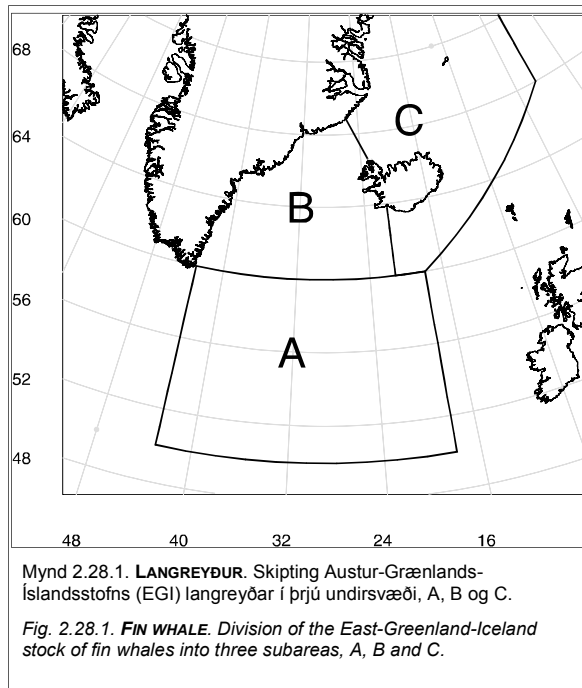 68
64
60
56
52
48
C
B
A
48 40 32 24 16
Mynd 2.28.1. LANGREYÐUR. Skipting Austur-Grænlands-
Íslandsstofns (EGI) langreyðar í þrjú undirsvæði, A, B og C.
Fig. 2.28.1. FIN WHALE. Division of the East-Greenland-Iceland
stock of fin whales into three subareas, A, B and C.